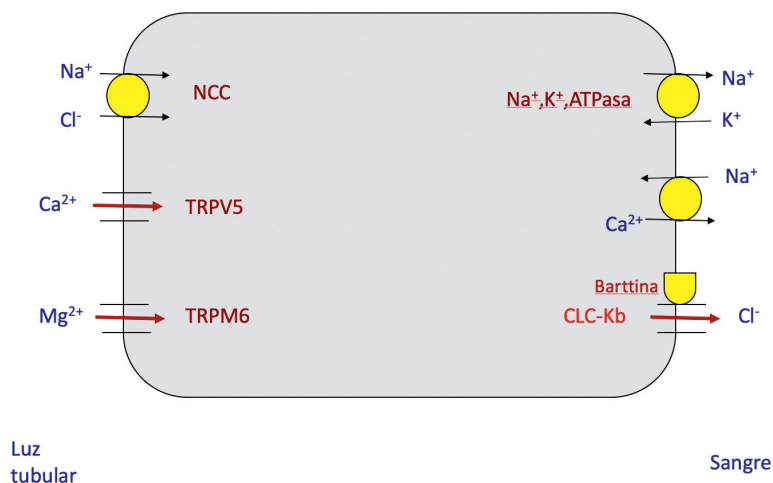 Na⁺
NCC
Cl⁻
Na⁺,K⁺,ATPasa
Na⁺
K⁺
Ca²⁺
TRPV5
Na⁺
Ca²⁺
Mg²⁺
TRPM6
Barttina
CLC-Kb
Cl⁻
Luz
tubular
Sangre